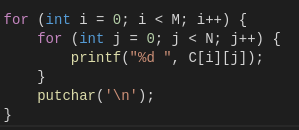 for (int i = 0; i < M; i++) {
    for (int j = 0; j < N; j++) {
        printf("%d ", C[i][j]);
    }
    putchar('\n');
}